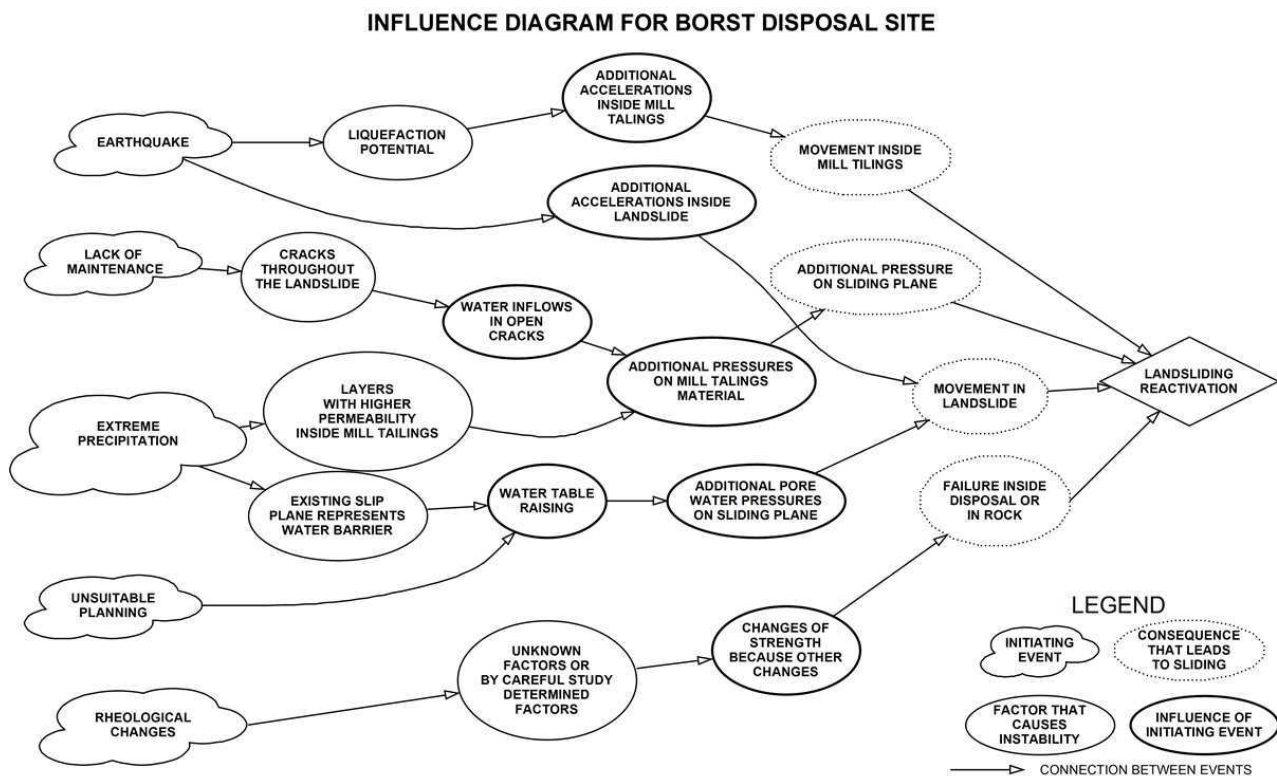 INFLUENCE DIAGRAM FOR BORST DISPOSAL SITE
ADDITIONAL
ACCELERATIONS
INSIDE MILL
TALINGS
EARTHQUAKE
LIQUEFACTION
POTENTIAL
MOVEMENT INSIDE
MILL TILINGS
ADDITIONAL
ACCELERATIONS INSIDE
LANDSLIDE
LACK OF
MAINTENANCE
CRACKS
THROUGHOUT
THE LANDSLIDE
ADDITIONAL PRESSURE
ON SLIDING PLANE
WATER INFLOWS
IN OPEN
CRACKS
ADDITIONAL PRESSURES
ON MILL TALINGS
MATERIAL
LANDSLIDING
REACTIVATION
LAYERS
WITH HIGHER
PERMEABILITY
INSIDE MILL TAILINGS
MOVEMENT IN
LANDSLIDE
EXTREME
PRECIPITATION
EXISTING SLIP
PLANE REPRESENTS
WATER BARRIER
WATER TABLE
RAISING
ADDITIONAL PORE
WATER PRESSURES
ON SLIDING PLANE
FAILURE INSIDE
DISPOSAL OR
IN ROCK
UNSUITABLE
PLANNING
UNKNOWN
FACTORS OR
BY CAREFUL STUDY
DETERMINED
FACTORS
CHANGES OF
STRENGTH
BECAUSE OTHER
CHANGES
RHEOLOGICAL
CHANGES
LEGEND
INITIATING
EVENT
CONSEQUENCE
THAT LEADS
TO SLIDING
FACTOR THAT
CAUSES
INSTABILITY
INFLUENCE OF
INITIATING EVENT
CONNECTION BETWEEN EVENTS